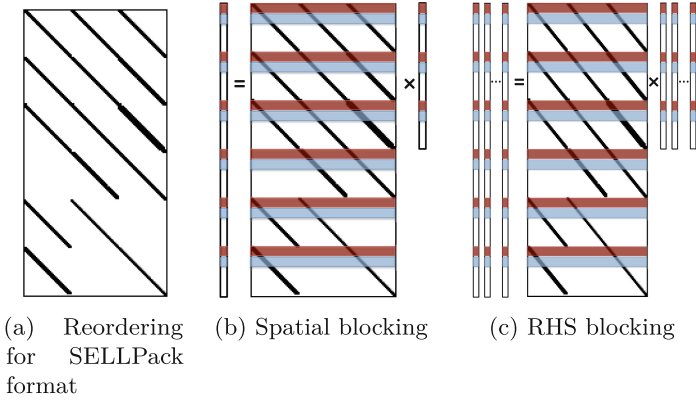 = × ... = × ...
(a) Reordering
for SELLPack
format
(b) Spatial blocking
(c) RHS blocking